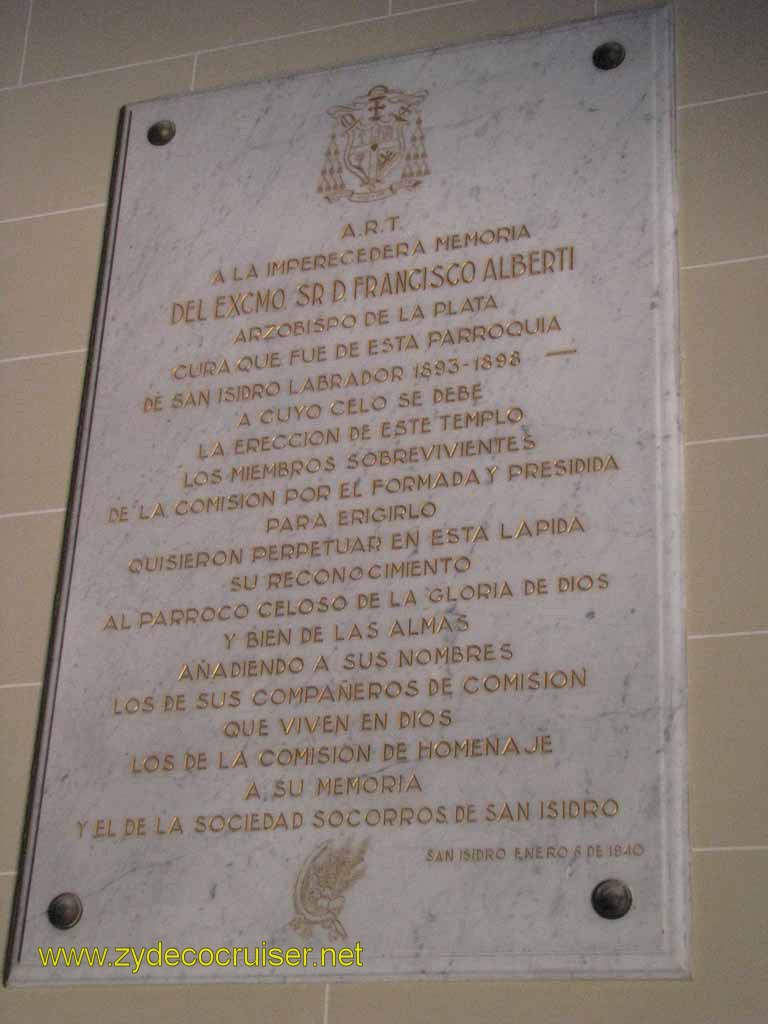 A.R.T.
A LA IMPERECEDERA MEMORIA
DEL EXCMO SR D FRANCISCO ALBERTI
ARZOBISPO DE LA PLATA
CURA QUE FUE DE ESTA PARROQUIA
DE SAN ISIDRO LABRADOR 1893-1898 —
A CUYO CELO SE DEBE
LA ERECCION DE ESTE TEMPLO
LOS MIEMBROS SOBREVIVIENTES
DE LA COMISION POR EL FORMADA Y PRESIDIDA
PARA ERIGIRLO
QUISIERON PERPETUAR EN ESTA LAPIDA
SU RECONOCIMIENTO
AL PARROCO CELOSO DE LA GLORIA DE DIOS
Y BIEN DE LAS ALMAS
AÑADIENDO A SUS NOMBRES
LOS DE SUS COMPAÑEROS DE COMISION
QUE VIVEN EN DIOS
LOS DE LA COMISION DE HOMENAJE
A SU MEMORIA
Y EL DE LA SOCIEDAD SOCORROS DE SAN ISIDRO
SAN ISIDRO ENERO 6 DE 1940
www.zydecocruiser.net